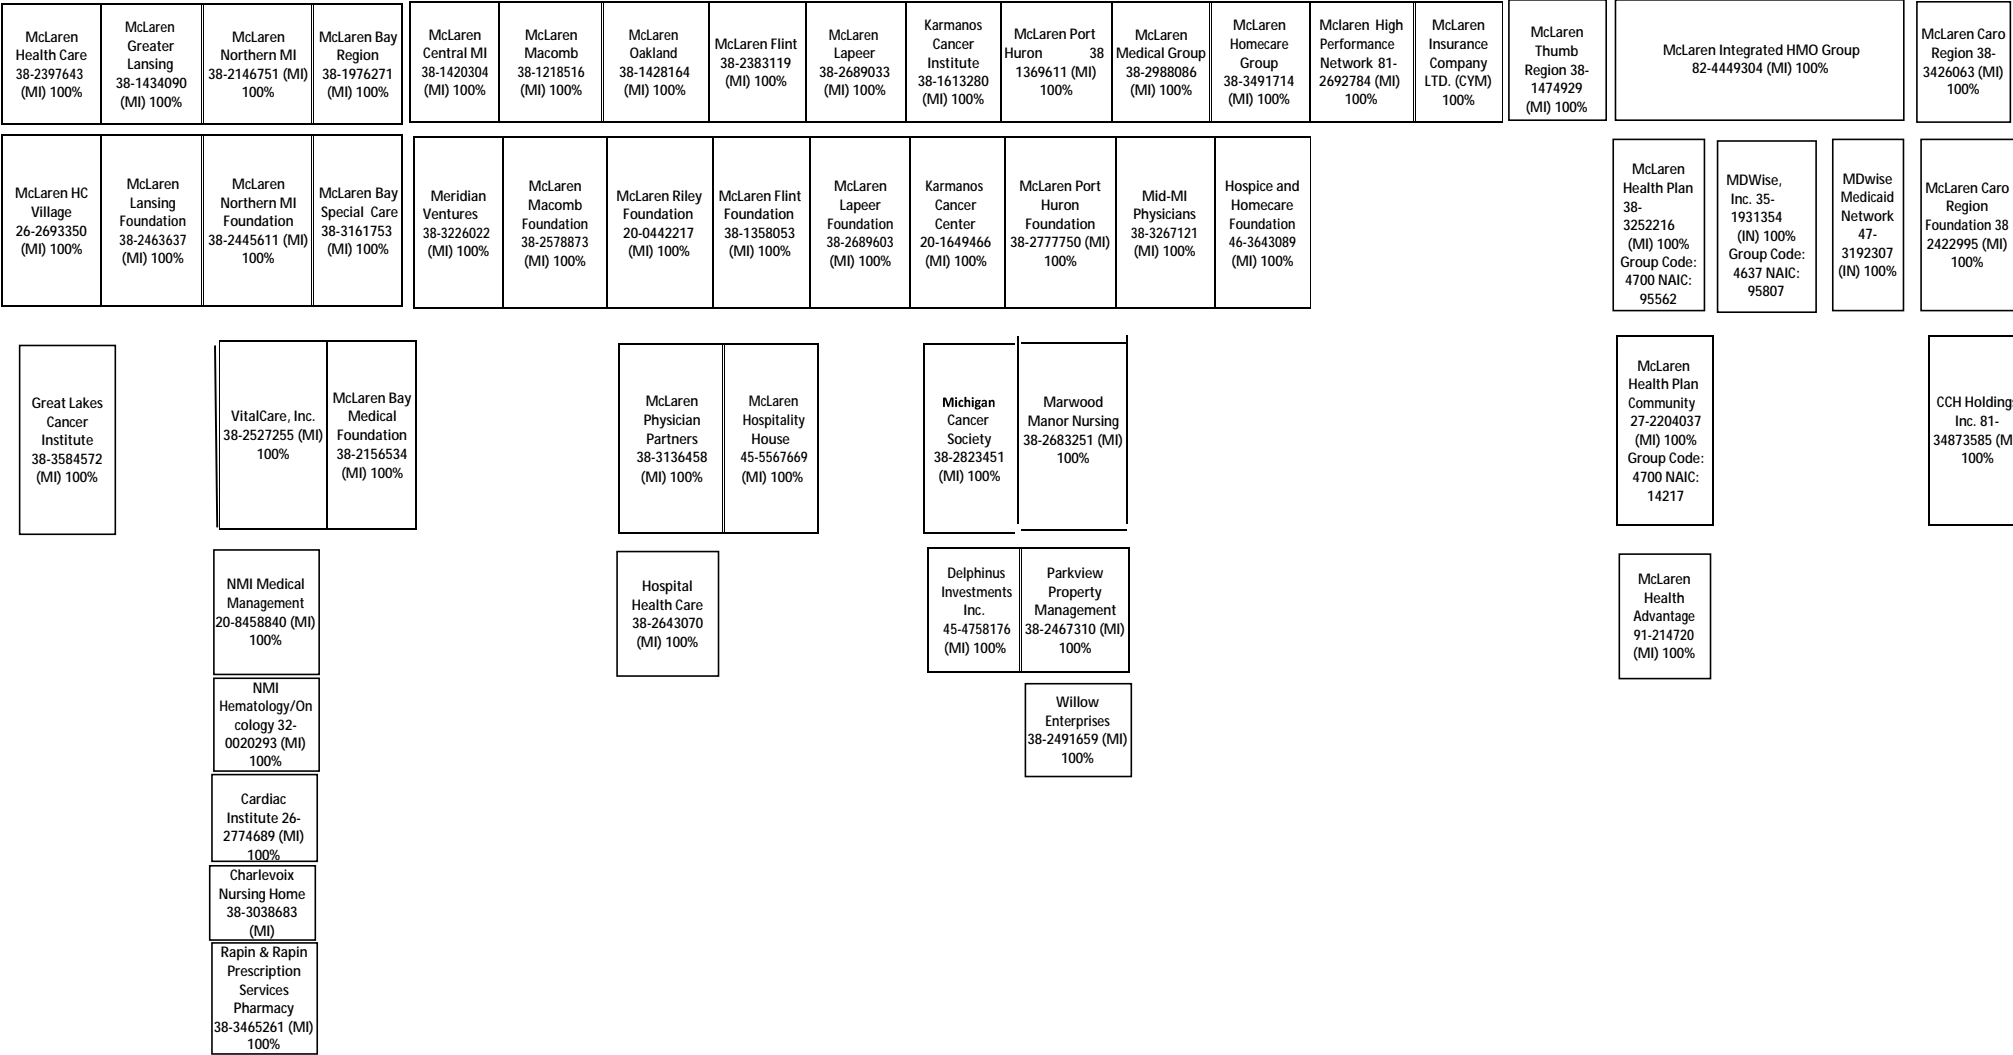 McLaren
Health Care
38-2397643
(MI) 100%
McLaren
Greater
Lansing
38-1434090
(MI) 100%
McLaren
Northern MI
38-2146751 (MI)
100%
McLaren Bay
Region
38-1976271
(MI) 100%
McLaren
Central MI
38-1420304
(MI) 100%
McLaren
Macomb
38-1218516
(MI) 100%
McLaren
Oakland
38-1428164
(MI) 100%
McLaren Flint
38-2383119
(MI) 100%
McLaren
Lapeer
38-2689033
(MI) 100%
Karmanos
Cancer
Institute
38-1613280
(MI) 100%
McLaren Port
Huron 38
1369611 (MI)
100%
McLaren
Medical Group
38-2988086
(MI) 100%
McLaren
Homecare
Group
38-3491714
(MI) 100%
Mclaren High
Performance
Network 81-
2692784 (MI)
100%
McLaren
Insurance
Company
LTD. (CYM)
100%
McLaren
Thumb
Region 38-
1474929
(MI) 100%
McLaren Integrated HMO Group
82-4449304 (MI) 100%
McLaren Caro
Region 38-
3426063 (MI)
100%
McLaren HC
Village
26-2693350
(MI) 100%
McLaren
Lansing
Foundation
38-2463637
(MI) 100%
McLaren
Northern MI
Foundation
38-2445611 (MI)
100%
McLaren Bay
Special Care
38-3161753
(MI) 100%
Meridian
Ventures
38-3226022
(MI) 100%
McLaren
Macomb
Foundation
38-2578873
(MI) 100%
McLaren Riley
Foundation
20-0442217
(MI) 100%
McLaren Flint
Foundation
38-1358053
(MI) 100%
McLaren
Lapeer
Foundation
38-2689603
(MI) 100%
Karmanos
Cancer
Center
20-1649466
(MI) 100%
McLaren Port
Huron
Foundation
38-2777750 (MI)
100%
Mid-MI
Physicians
38-3267121
(MI) 100%
Hospice and
Homecare
Foundation
46-3643089
(MI) 100%
McLaren
Health Plan
38-
3252216
(MI) 100%
Group Code:
4700 NAIC:
95562
MDWise,
Inc. 35-
1931354
(IN) 100%
Group Code:
4637 NAIC:
95807
MDwise
Medicaid
Network
47-
3192307
(IN) 100%
McLaren Caro
Region
Foundation 38
2422995 (MI)
100%
Great Lakes
Cancer
Institute
38-3584572
(MI) 100%
VitalCare, Inc.
38-2527255 (MI)
100%
McLaren Bay
Medical
Foundation
38-2156534
(MI) 100%
McLaren
Physician
Partners
38-3136458
(MI) 100%
McLaren
Hospitality
House
45-5567669
(MI) 100%
Michigan
Cancer
Society
38-2823451
(MI) 100%
Marwood
Manor Nursing
38-2683251 (MI)
100%
McLaren
Health Plan
Community
27-2204037
(MI) 100%
Group Code:
4700 NAIC:
14217
CCH Holding
Inc. 81-
34873585 (M
100%
NMI Medical
Management
20-8458840 (MI)
100%
Hospital
Health Care
38-2643070
(MI) 100%
Delphinus
Investments
Inc.
45-4758176
(MI) 100%
Parkview
Property
Management
38-2467310 (MI)
100%
McLaren
Health
Advantage
91-214720
(MI) 100%
NMI
Hematology/On
cology 32-
0020293 (MI)
100%
Willow
Enterprises
38-2491659 (MI)
100%
Cardiac
Institute 26-
2774689 (MI)
100%
Charlevoix
Nursing Home
38-3038683
(MI)
Rapin & Rapin
Prescription
Services
Pharmacy
38-3465261 (MI)
100%